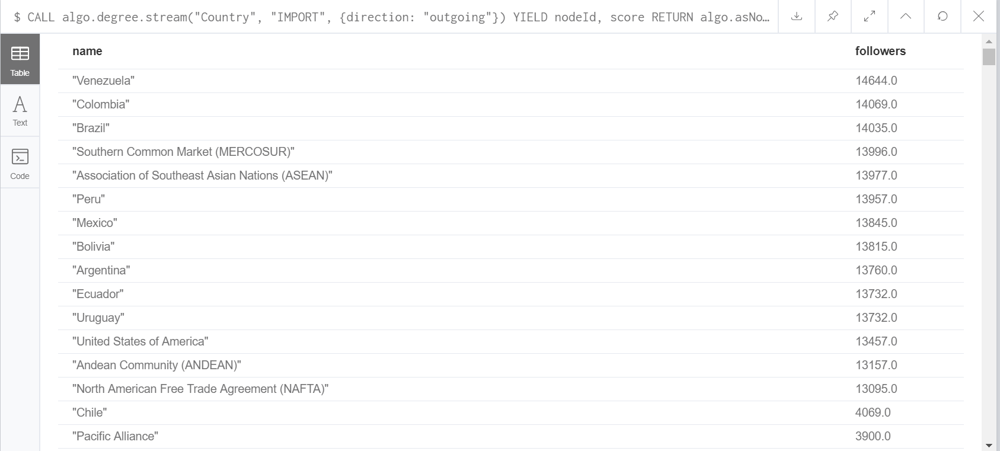 $ CALL algo.degree.stream("Country", "IMPORT", {direction: "outgoing"}) YIELD nodeId, score RETURN algo.asNo…
Table
Text
Code
name followers
"Venezuela" 14644.0
"Colombia" 14069.0
"Brazil" 14035.0
"Southern Common Market (MERCOSUR)" 13996.0
"Association of Southeast Asian Nations (ASEAN)" 13977.0
"Peru" 13957.0
"Mexico" 13845.0
"Bolivia" 13815.0
"Argentina" 13760.0
"Ecuador" 13732.0
"Uruguay" 13732.0
"United States of America" 13457.0
"Andean Community (ANDEAN)" 13157.0
"North American Free Trade Agreement (NAFTA)" 13095.0
"Chile" 4069.0
"Pacific Alliance" 3900.0